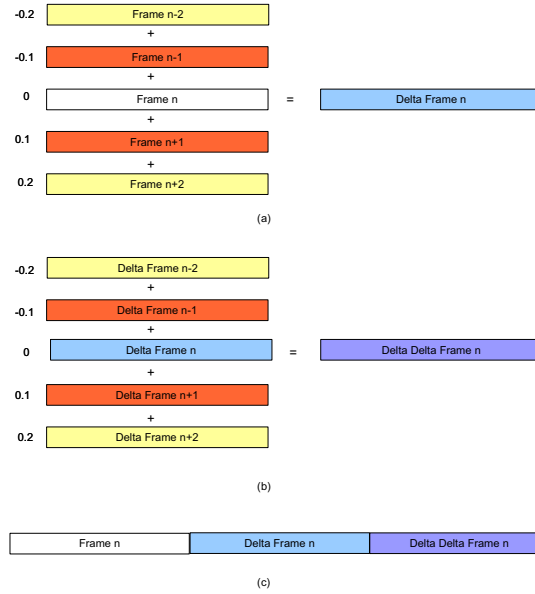 -0.2 Frame n-2
+
-0.1 Frame n-1
+
0 Frame n = Delta Frame n
+
0.1 Frame n+1
+
0.2 Frame n+2
(a)
-0.2 Delta Frame n-2
+
-0.1 Delta Frame n-1
+
0 Delta Frame n = Delta Delta Frame n
+
0.1 Delta Frame n+1
+
0.2 Delta Frame n+2
(b)
Frame n Delta Frame n Delta Delta Frame n
(c)